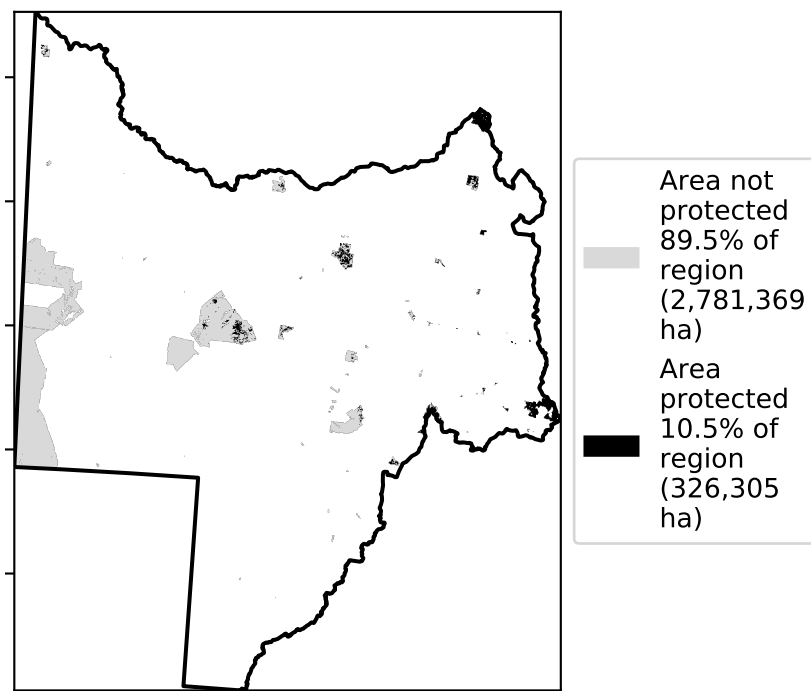 Area not
protected
89.5% of
region
(2,781,369
ha)
Area
protected
10.5% of
region
(326,305
ha)